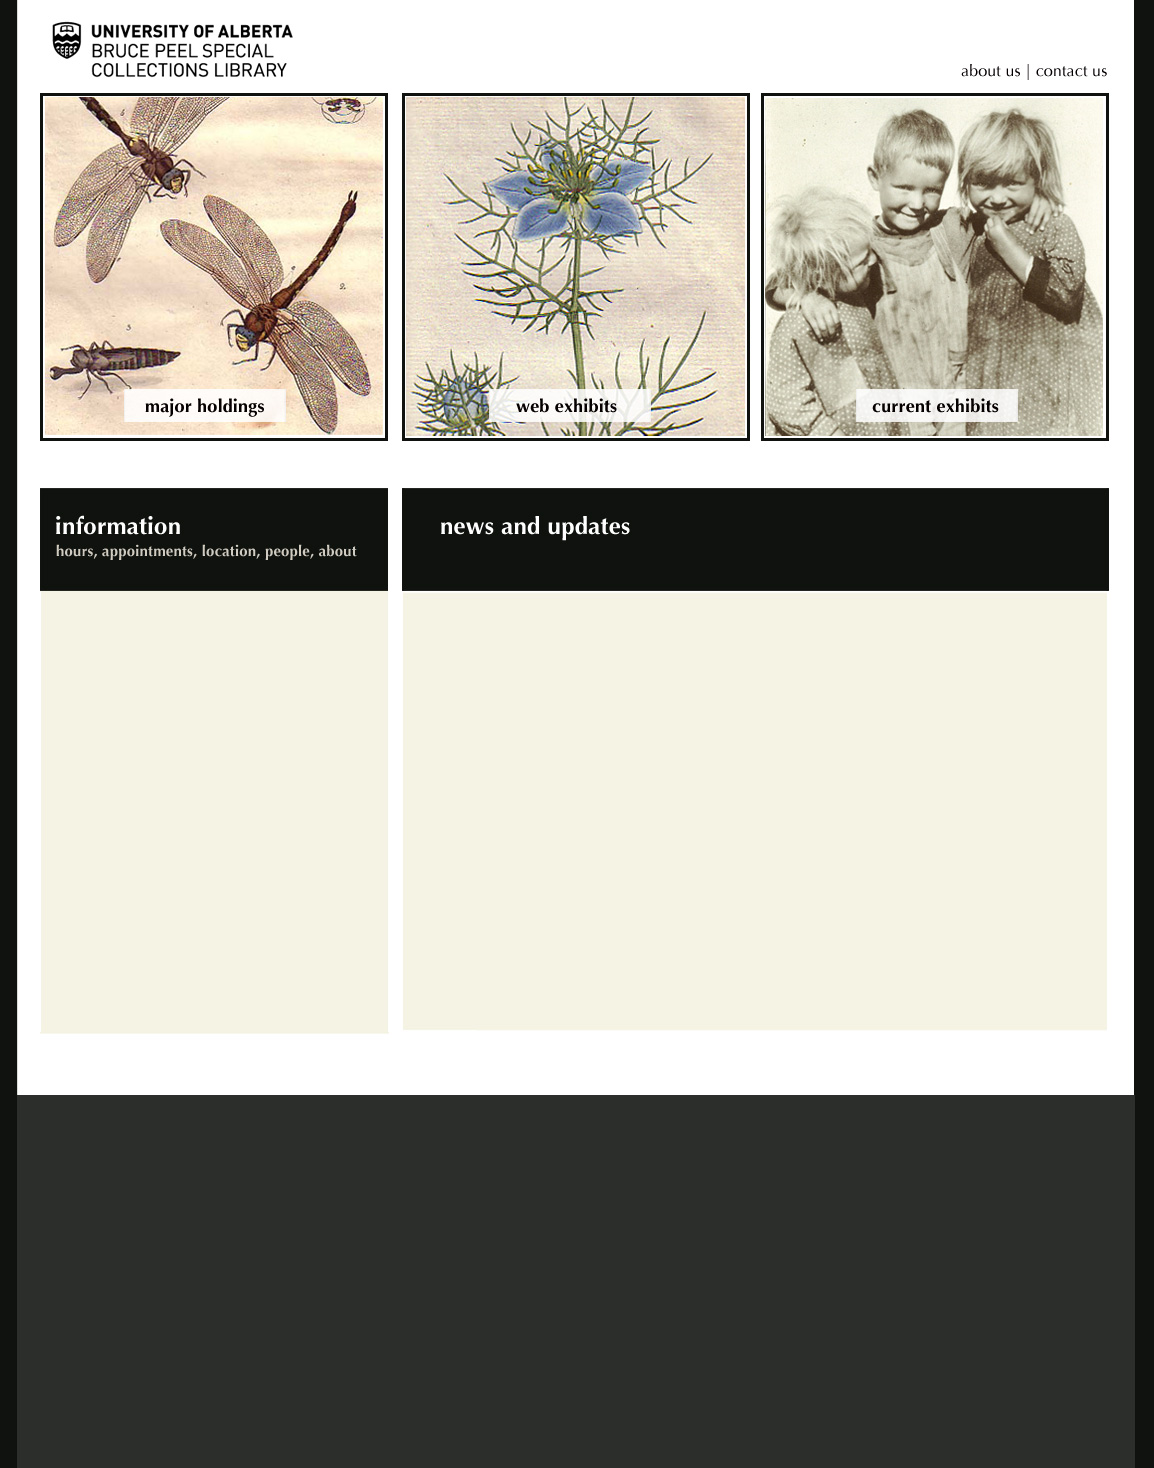 UNIVERSITY OF ALBERTA
BRUCE PEEL SPECIAL
COLLECTIONS LIBRARY
about us | contact us
major holdings
web exhibits
current exhibits
information
hours, appointments, location, people, about
news and updates